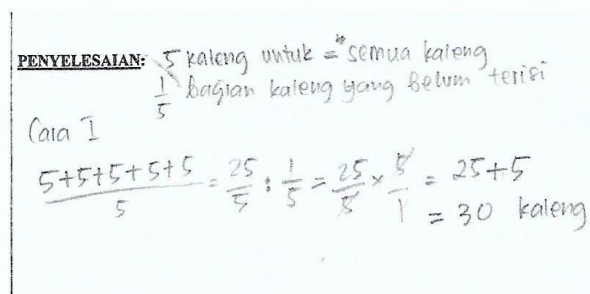 PENYELESAIAN: 5 kaleng untuk = semua kaleng
1/5 bagian kaleng yang belum terisi
Cara I
5+5+5+5+5/5 = 25/5 : 1/5 = 25/5 × 5/1 = 25+5
= 30 kaleng